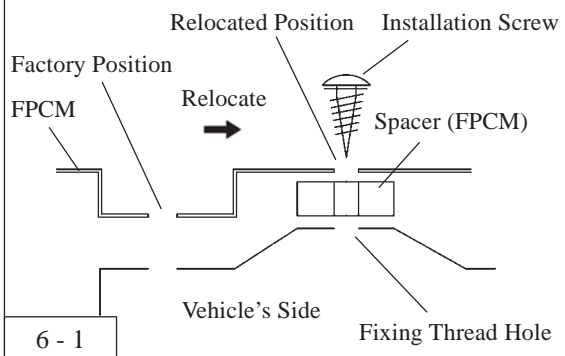 Relocated Position
Installation Screw
Factory Position
FPCM
Relocate
Spacer (FPCM)
Vehicle's Side
Fixing Thread Hole
6 - 1